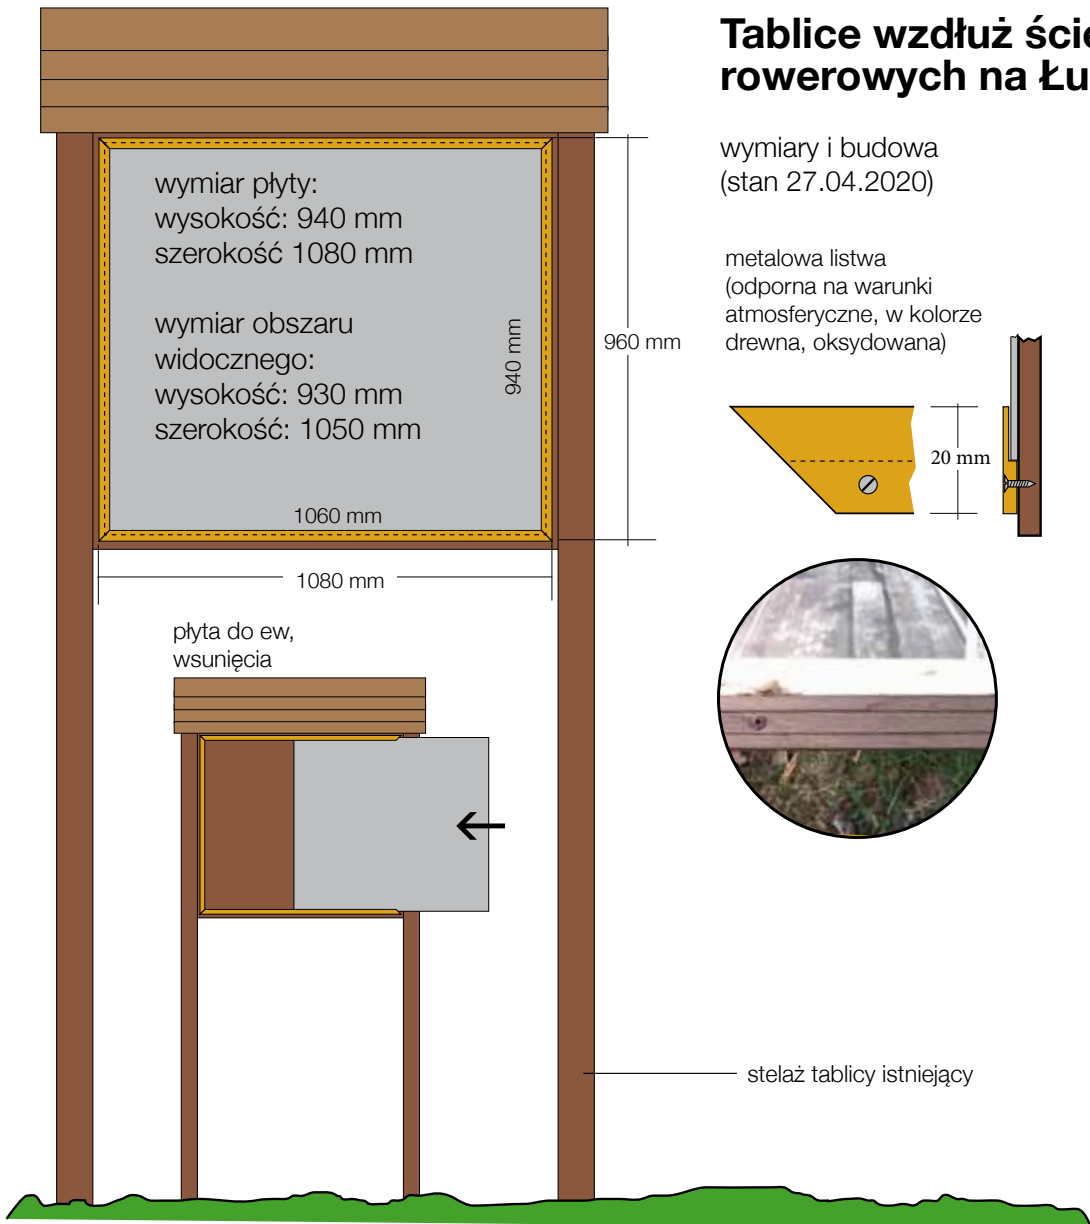 Tablice wzdłuż ście
rowerowych na Łu
wymiary i budowa
(stan 27.04.2020)
wymiar płyty:
wysokość: 940 mm
szerokość 1080 mm
wymiar obszaru
widocznego:
wysokość: 930 mm
szerokość: 1050 mm
940 mm
1060 mm
960 mm
1080 mm
metalowa listwa
(odporna na warunki
atmosferyczne, w kolorze
drewna, oksydowana)
20 mm
płyta do ew,
wsunięcia
stelaż tablicy istniejący